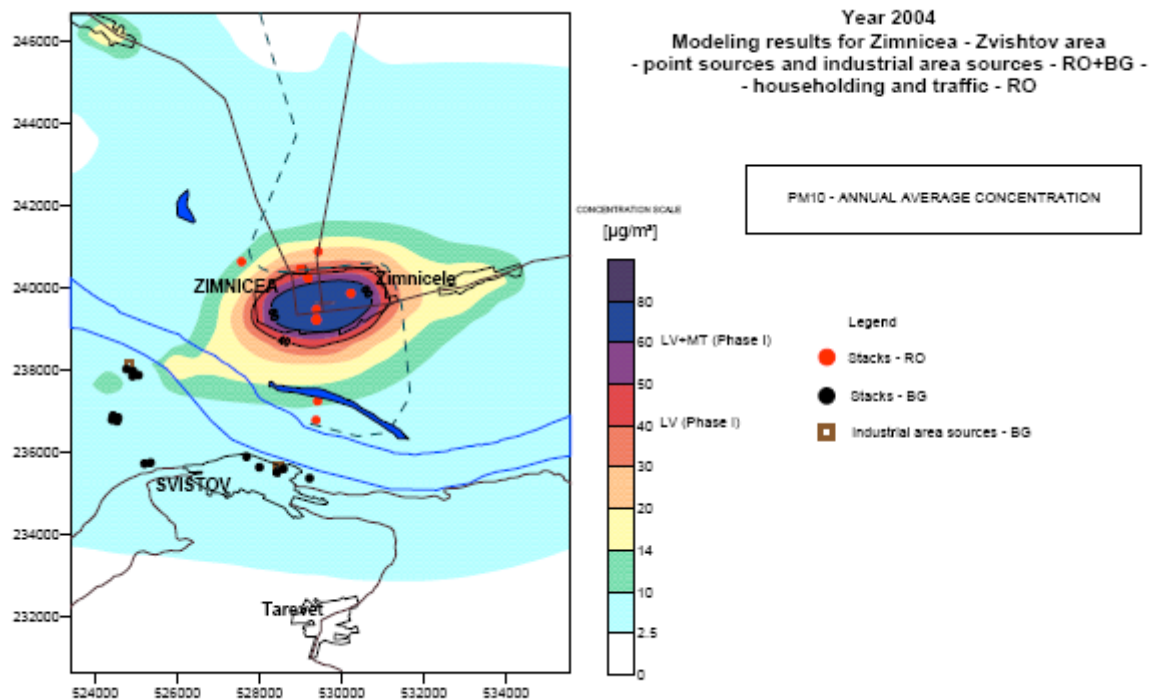 Year 2004
Modeling results for Zimnicea - Zvishtov area
- point sources and industrial area sources - RO+BG -
- householding and traffic - RO
PM10 - ANNUAL AVERAGE CONCENTRATION
CONCENTRATION SCALE
[µg/m³]
80
60
LV+MT (Phase I)
50
40
LV (Phase I)
30
20
14
10
2.5
0
Legend
Stacks - RO
Stacks - BG
Industrial area sources - BG
246000
244000
242000
240000
238000
236000
234000
232000
ZIMNICEA
Zimnicele
40
SVISTOV
Tarevet
524000
526000
528000
530000
532000
534000